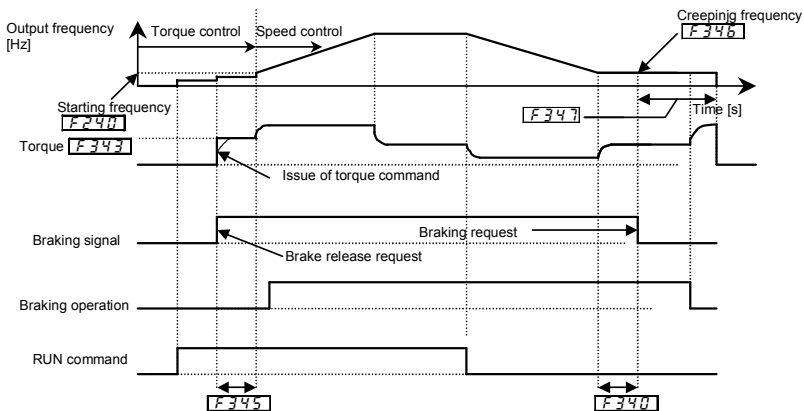 Output frequency
[Hz]
Torque control
Speed control
Creepinjg frequency
F346
Starting frequency
F240
F347
Time [s]
Torque F343
Issue of torque command
Braking signal
Braking request
Brake release request
Braking operation
RUN command
F345
F340